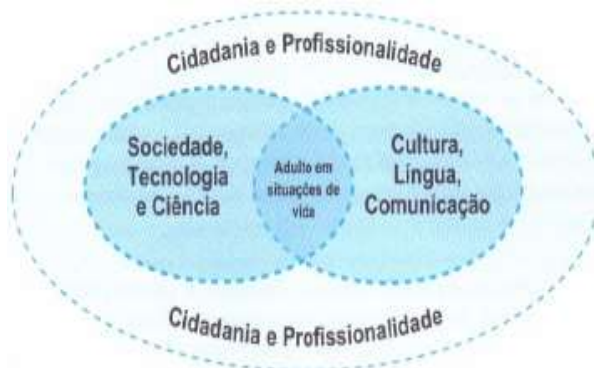 Cidadania e Profissionalidade
Sociedade,
Tecnologia
e Ciência
Adulto em
situações de
vida
Cultura,
Língua,
Comunicação
Cidadania e Profissionalidade